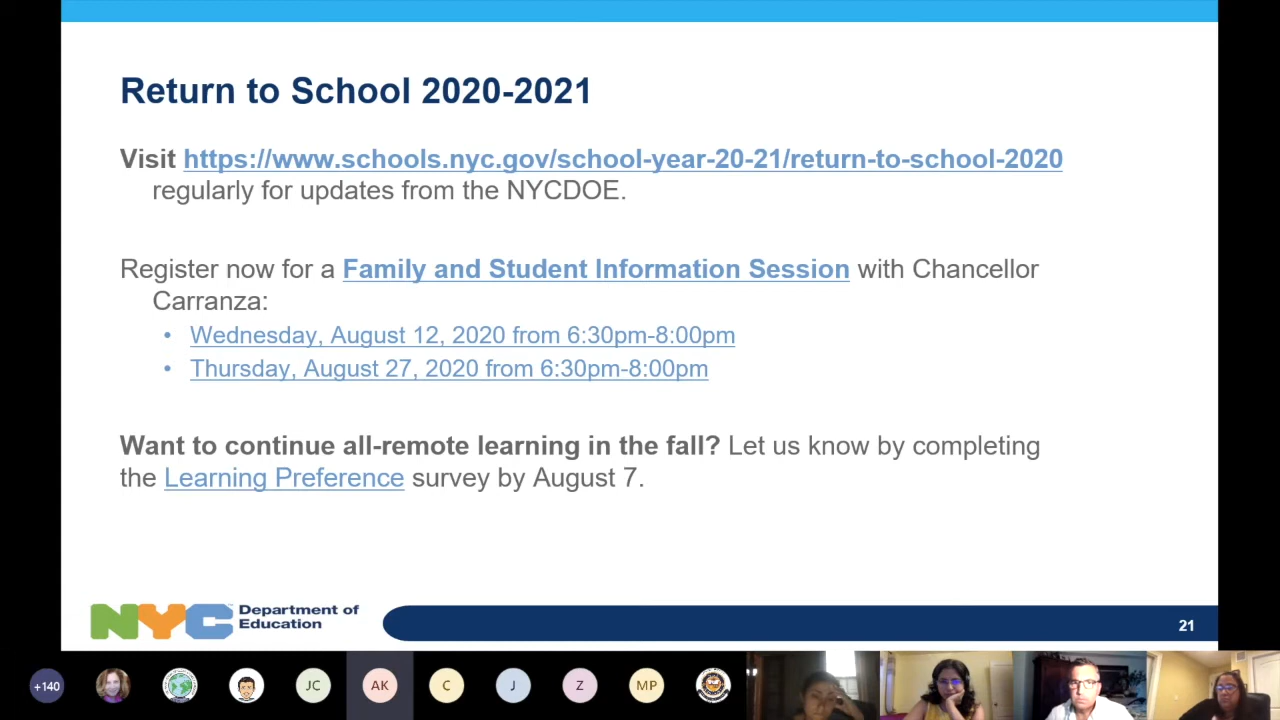 Return to School 2020-2021
Visit https://www.schools.nyc.gov/school-year-20-21/return-to-school-2020
regularly for updates from the NYCDOE.
Register now for a Family and Student Information Session with Chancellor
Carranza:
• Wednesday, August 12, 2020 from 6:30pm-8:00pm
• Thursday, August 27, 2020 from 6:30pm-8:00pm
Want to continue all-remote learning in the fall? Let us know by completing
the Learning Preference survey by August 7.
NYC Department of
Education
21
+140 JC AK C J Z MP